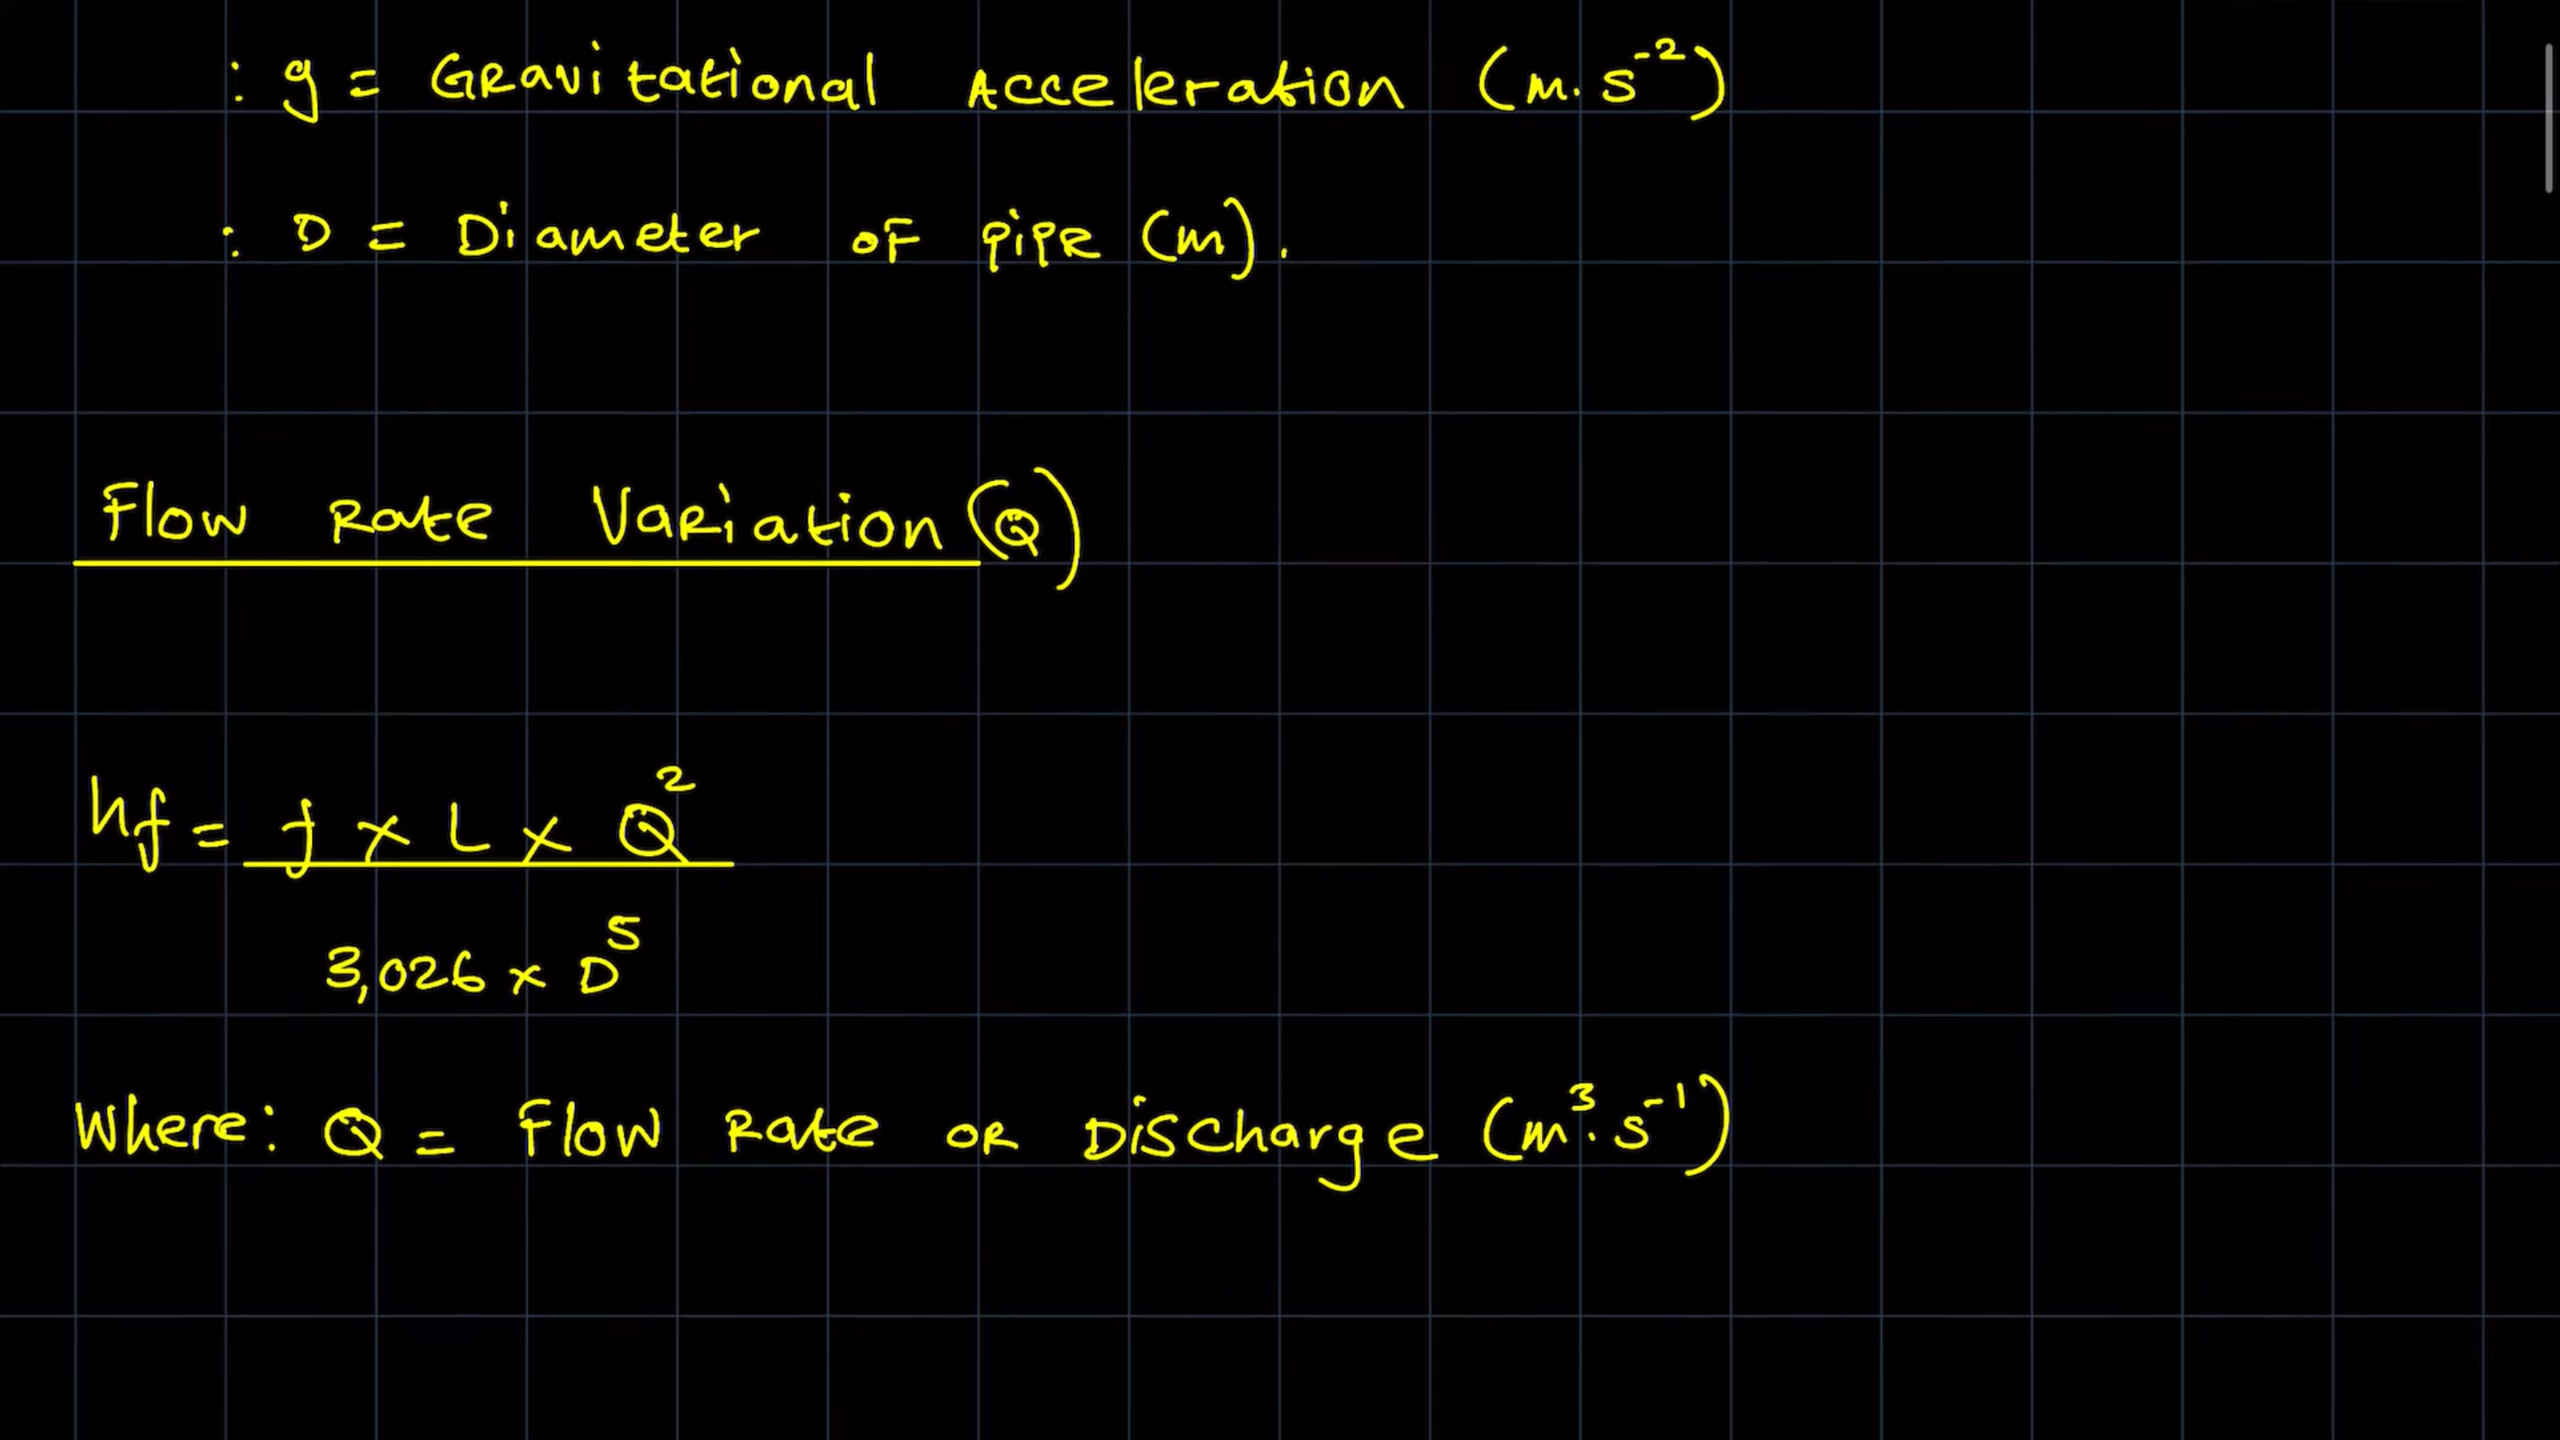 : g = Gravitational Acceleration (m.s⁻²)
: D = Diameter of pipe (m).
Flow Rate Variation (Q)
hf = f x L x Q²
3,026 x D⁵
Where: Q = Flow Rate or Discharge (m³.s⁻¹)